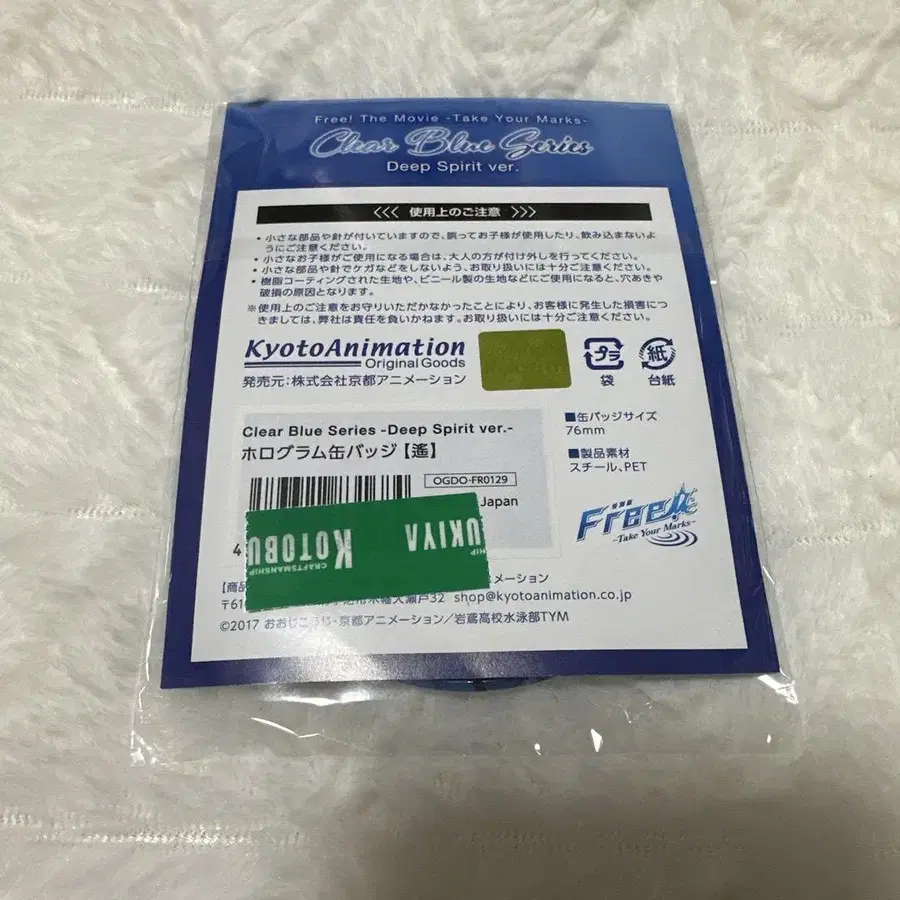 Free! The Movie -Take Your Marks-
Clear Blue Series
Deep Spirit ver.
<<< 使用上のご注意 >>>
・小さな部品や針が付いていますので、誤ってお子様が使用したり、飲み込まないよ
うにご注意ください。
・小さなお子様がご使用になる場合は、大人の方が付け外しを行ってください。
・小さな部品や針でケガなどをしないよう、お取り扱いには十分ご注意ください。
・樹脂コーティングされた生地や、ビニール製の生地などにご使用になると、穴あきや
破損の原因となります。
※使用上のご注意をお守りいただかなかったことにより、お客様に発生した損害につ
きましては、弊社は責任を負いかねます。お取り扱いには十分ご注意ください。
KyotoAnimation
Original Goods
発売元:株式会社京都アニメーション
プラ
袋
紙
台紙
Clear Blue Series -Deep Spirit ver.-
ホログラム缶バッジ【遙】
OGDO-FR0129
Japan
4
■缶バッジサイズ
76mm
■製品素材
スチール、PET
Free!
-Take Your Marks-
UKIYA
KOTOBU
CRAFTSMANSHIP
HIP
【商品
ニメーション
〒61
大瀬戸32 shop@kyotoanimation.co.jp
©2017 おおじこうじ・京都アニメーション/岩鳶高校水泳部TYM